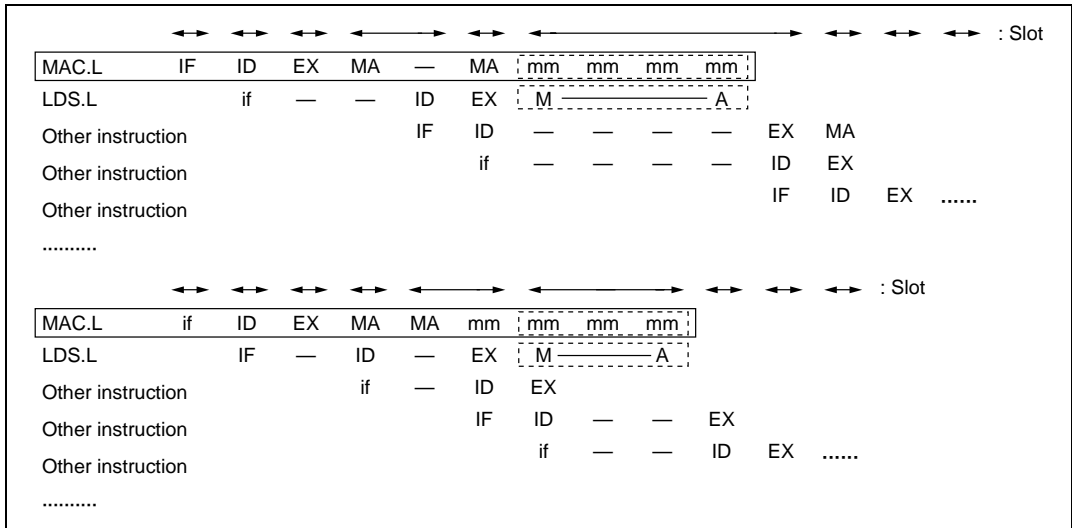 : Slot
MAC.L IF ID EX MA — MA mm mm mm mm
LDS.L if — — ID EX M A
Other instruction IF ID — — — — EX MA
Other instruction if — — — — ID EX
Other instruction IF ID EX ......
..........
: Slot
MAC.L if ID EX MA MA mm mm mm mm
LDS.L IF — ID — EX M A
Other instruction if — ID EX
Other instruction IF ID — — EX
Other instruction if — — ID EX ......
..........